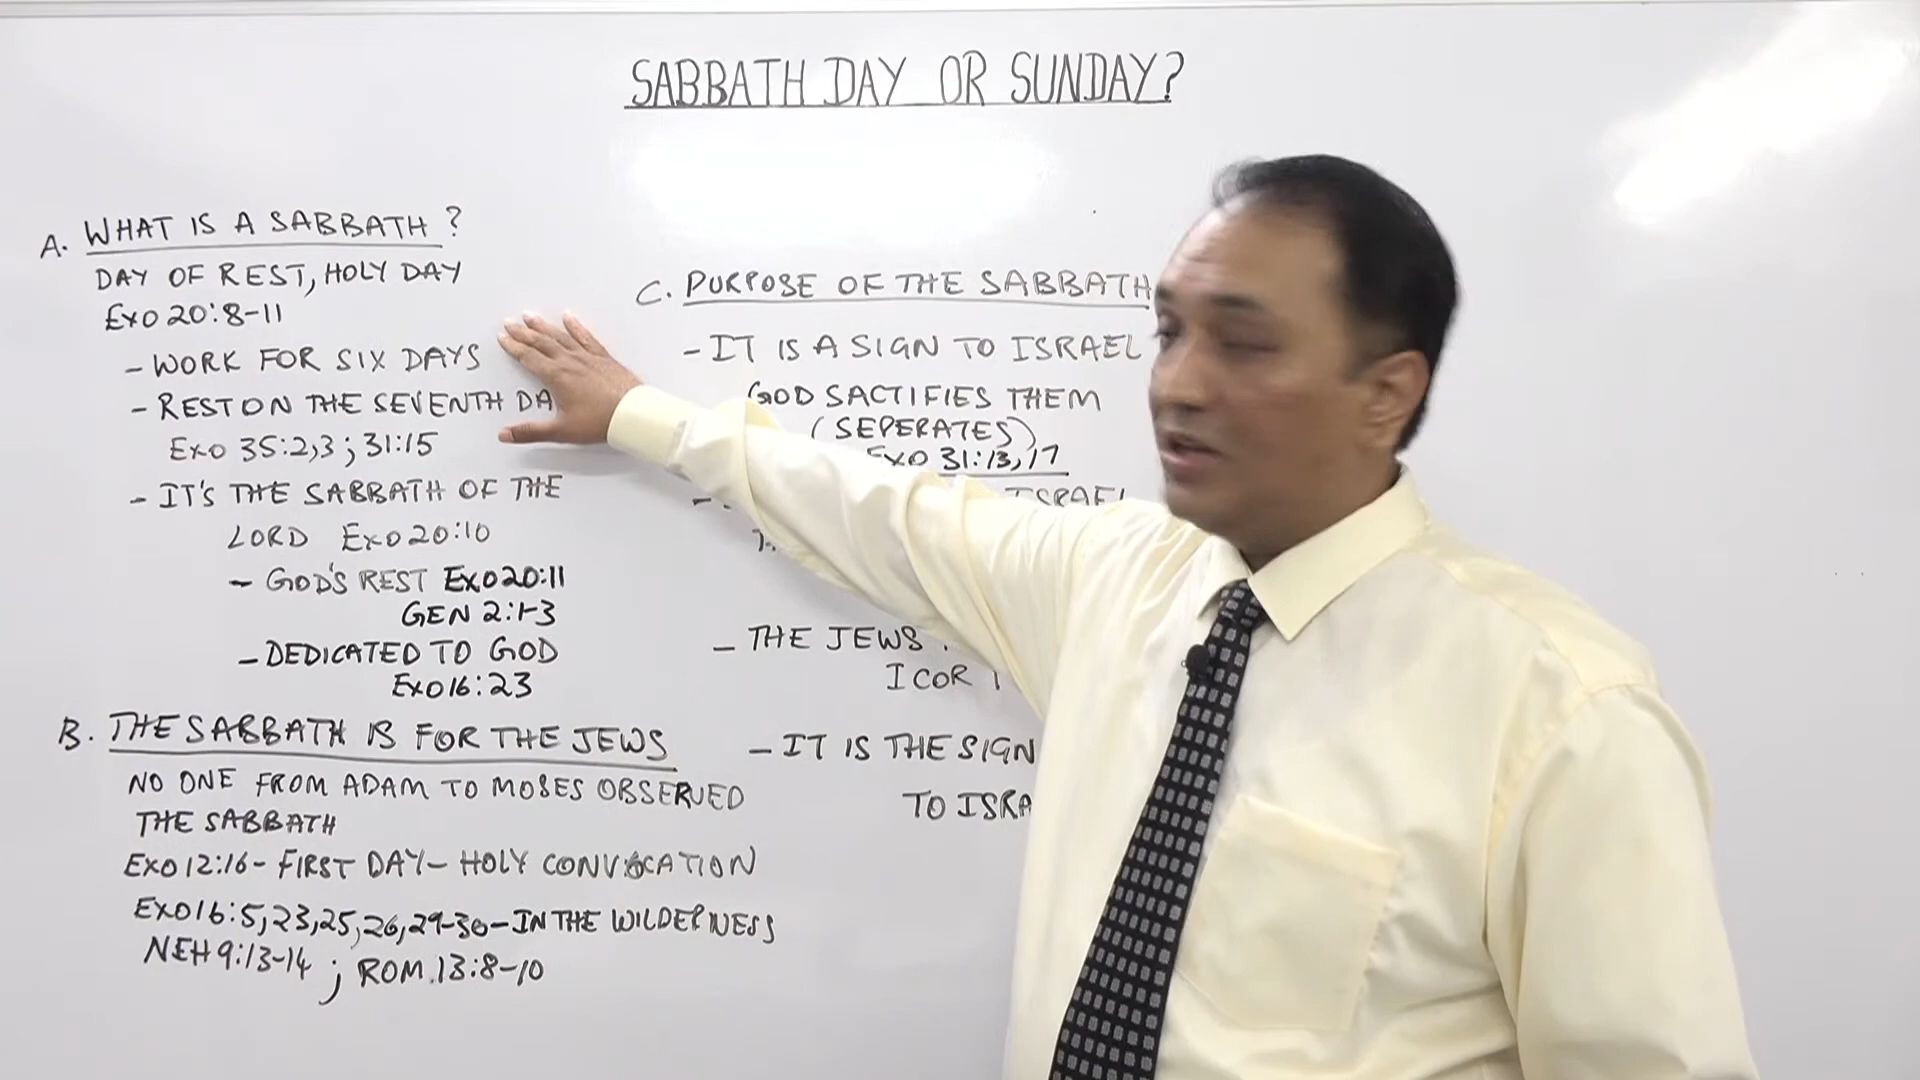 SABBATH DAY OR SUNDAY?
A. WHAT IS A SABBATH?
DAY OF REST, HOLY DAY
EXO 20:8-11
- WORK FOR SIX DAYS
- REST ON THE SEVENTH DA
EXO 35:2,3 ; 31:15
- IT'S THE SABBATH OF THE
LORD EXO 20:10
- GOD'S REST EXO 20:11
GEN 2:1-3
- DEDICATED TO GOD
EXO 16:23
B. THE SABBATH IS FOR THE JEWS
NO ONE FROM ADAM TO MOSES OBSERVED
THE SABBATH
EXO 12:16 - FIRST DAY - HOLY CONVOCATION
EXO 16:5,23,25,26,29-30 - IN THE WILDERNESS
NEH 9:13-14 ; ROM. 13:8-10
C. PURPOSE OF THE SABBATH
- IT IS A SIGN TO ISRAEL
GOD SACTIFIES THEM
(SEPERATES)
EXO 31:13,17
ISRAEL
- THE JEWS
I COR 1
- IT IS THE SIGN
TO ISRA